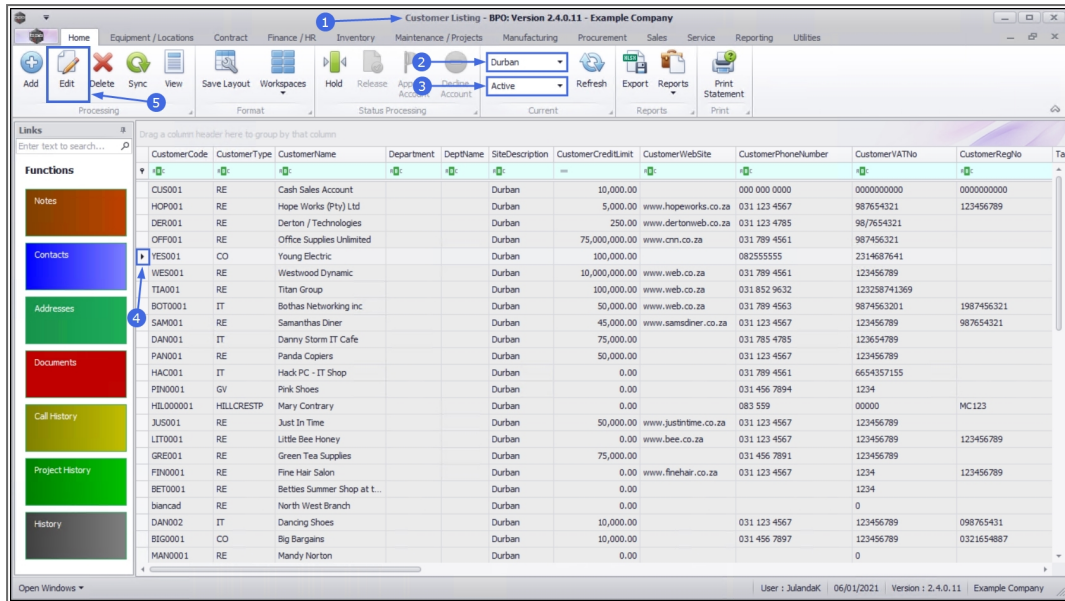 1
Customer Listing - BPO: Version 2.4.0.11 - Example Company
Home Equipment / Locations Contract Finance / HR Inventory Maintenance / Projects Manufacturing Procurement Sales Service Reporting Utilities
2 Durban
3 Active
Add Edit Delete Sync View Save Layout Workspaces Hold Release Refresh Export Reports Print Statement
Account Decline Account
5
Processing Format Status Processing Current Reports Print
Links
Enter text to search...
Drag a column header here to group by that column
CustomerCode CustomerType CustomerName Department DeptName SiteDescription CustomerCreditLimit CustomerWebSite CustomerPhoneNumber CustomerVATNo CustomerRegNo Ta
Functions
Notes
Contacts
Addresses
Documents
Call History
Project History
History
4
CUS001 RE Cash Sales Account Durban 10,000.00 000 000 0000 0000000000 0000000000
HOP001 RE Hope Works (Pty) Ltd Durban 5,000.00 www.hopeworks.co.za 031 123 4567 987654321 123456789
DER001 RE Derton / Technologies Durban 250.00 www.dertonweb.co.za 031 123 4785 98/7654321
OFF001 RE Office Supplies Unlimited Durban 75,000,000.00 www.cnn.co.za 031 789 4561 987456321
YES001 CO Young Electric Durban 100,000.00 082555555 2314687641
WES001 RE Westwood Dynamic Durban 10,000,000.00 www.web.co.za 031 789 4561 123456789
TIA001 RE Titan Group Durban 100,000.00 www.web.co.za 031 852 9632 123258741369
BOT0001 IT Bothas Networking inc Durban 50,000.00 www.web.co.za 031 789 4563 9874563201 1987456321
SAM001 RE Samanthas Diner Durban 45,000.00 www.samsdiner.co.za 031 123 4567 123456789 987654321
DAN001 IT Danny Storm IT Cafe Durban 75,000.00 031 785 4785 123654789
PAN001 RE Panda Copiers Durban 50,000.00 031 123 4567 123456789
HAC001 IT Hack PC - IT Shop Durban 0.00 031 789 4561 6654357155
PIN0001 GV Pink Shoes Durban 0.00 031 456 7894 1234
HIL000001 HILLCRESTP Mary Contrary Durban 0.00 083 559 00000 MC123
JUS001 RE Just In Time Durban 50,000.00 www.justintime.co.za 031 123 4567 123456789
LIT0001 RE Little Bee Honey Durban 0.00 www.bee.co.za 031 123 4567 123456789 123456789
GRE001 RE Green Tea Supplies Durban 75,000.00 031 456 7891 123456789
FIN0001 RE Fine Hair Salon Durban 0.00 www.finehair.co.za 031 123 4567 1234 123456789
BET0001 RE Betties Summer Shop at t... Durban 0.00 1234
biancad RE North West Branch Durban 0.00 0
DAN002 IT Dancing Shoes Durban 10,000.00 031 123 4567 123456789 098765431
BIG0001 CO Big Bargains Durban 10,000.00 031 456 7897 123456789 0321654887
MAN0001 RE Mandy Norton Durban 0.00 0
Open Windows User : JulandaK 06/01/2021 Version : 2.4.0.11 Example Company